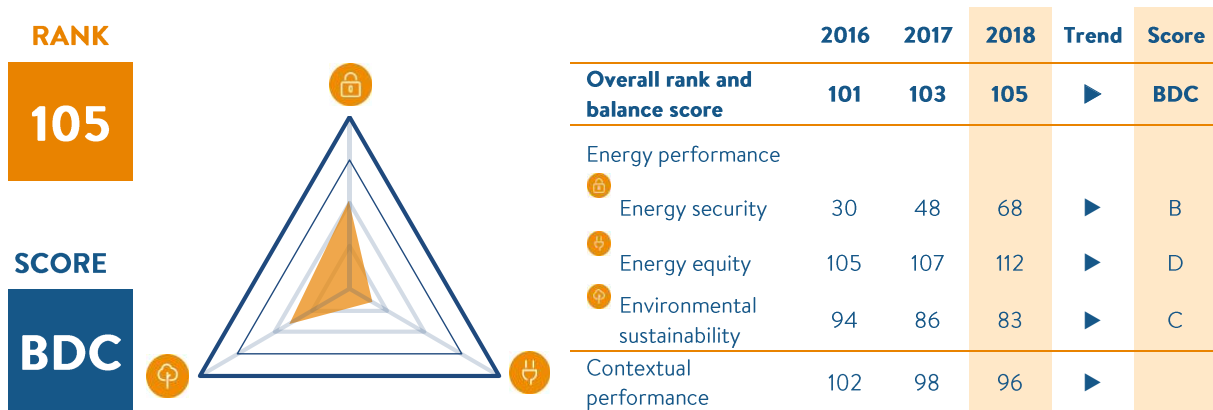 RANK
105
SCORE
BDC
2016 2017 2018 Trend Score
Overall rank and
balance score 101 103 105 BDC
Energy performance
Energy security 30 48 68 B
Energy equity 105 107 112 D
Environmental
sustainability 94 86 83 C
Contextual
performance 102 98 96